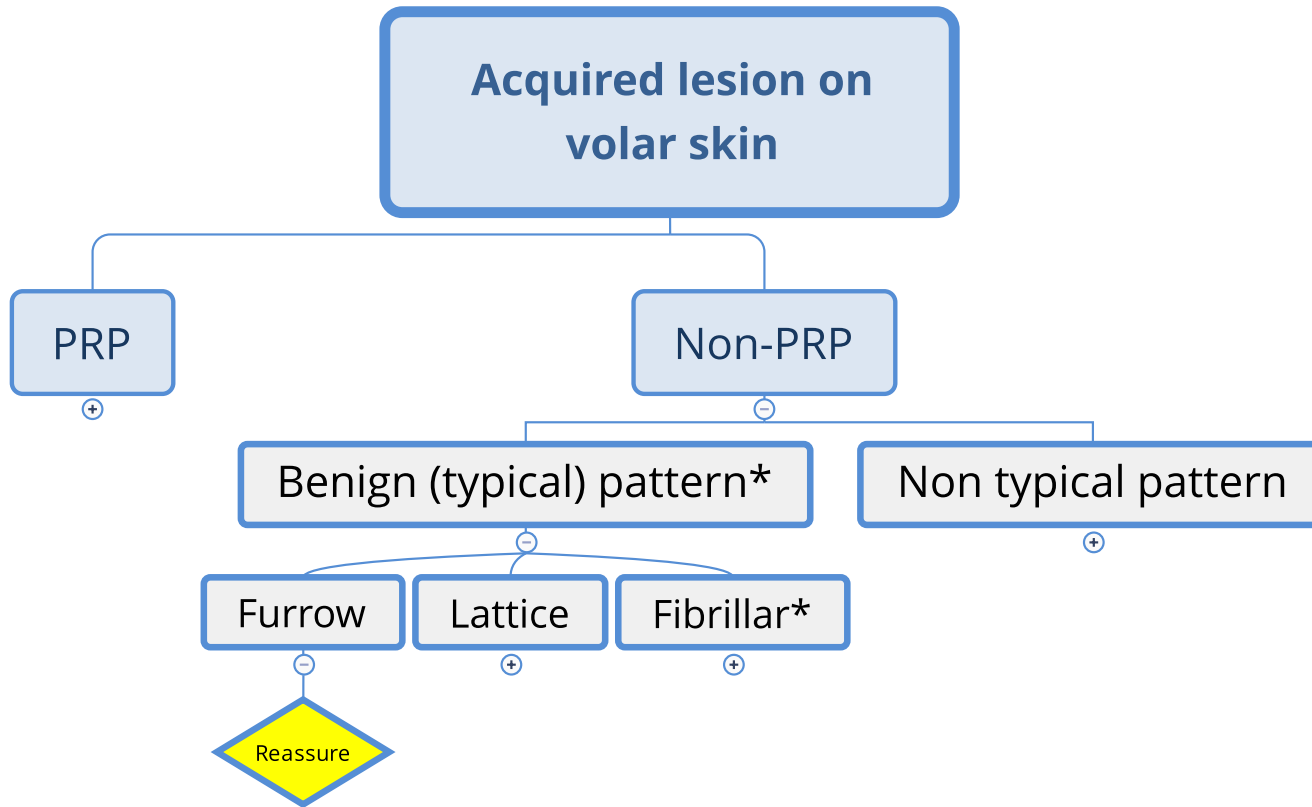 Acquired lesion on
volar skin
PRP
Non-PRP
Benign (typical) pattern*
Non typical pattern
Furrow
Lattice
Fibrillar*
Reassure